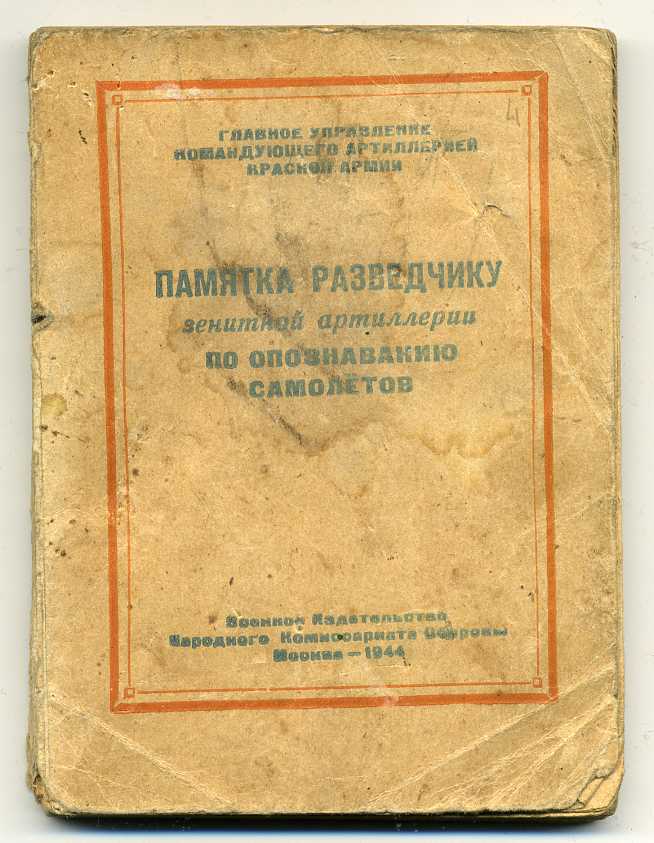 ГЛАВНОЕ УПРАВЛЕНИЕ
КОМАНДУЮЩЕГО АРТИЛЛЕРИЕЙ
КРАСНОЙ АРМИИ
ПАМЯТКА РАЗВЕДЧИКУ
зенитной артиллерии
ПО ОПОЗНАВАНИЮ
САМОЛЁТОВ
Военное Издательство
Народного Комиссариата Обороны
Москва — 1944